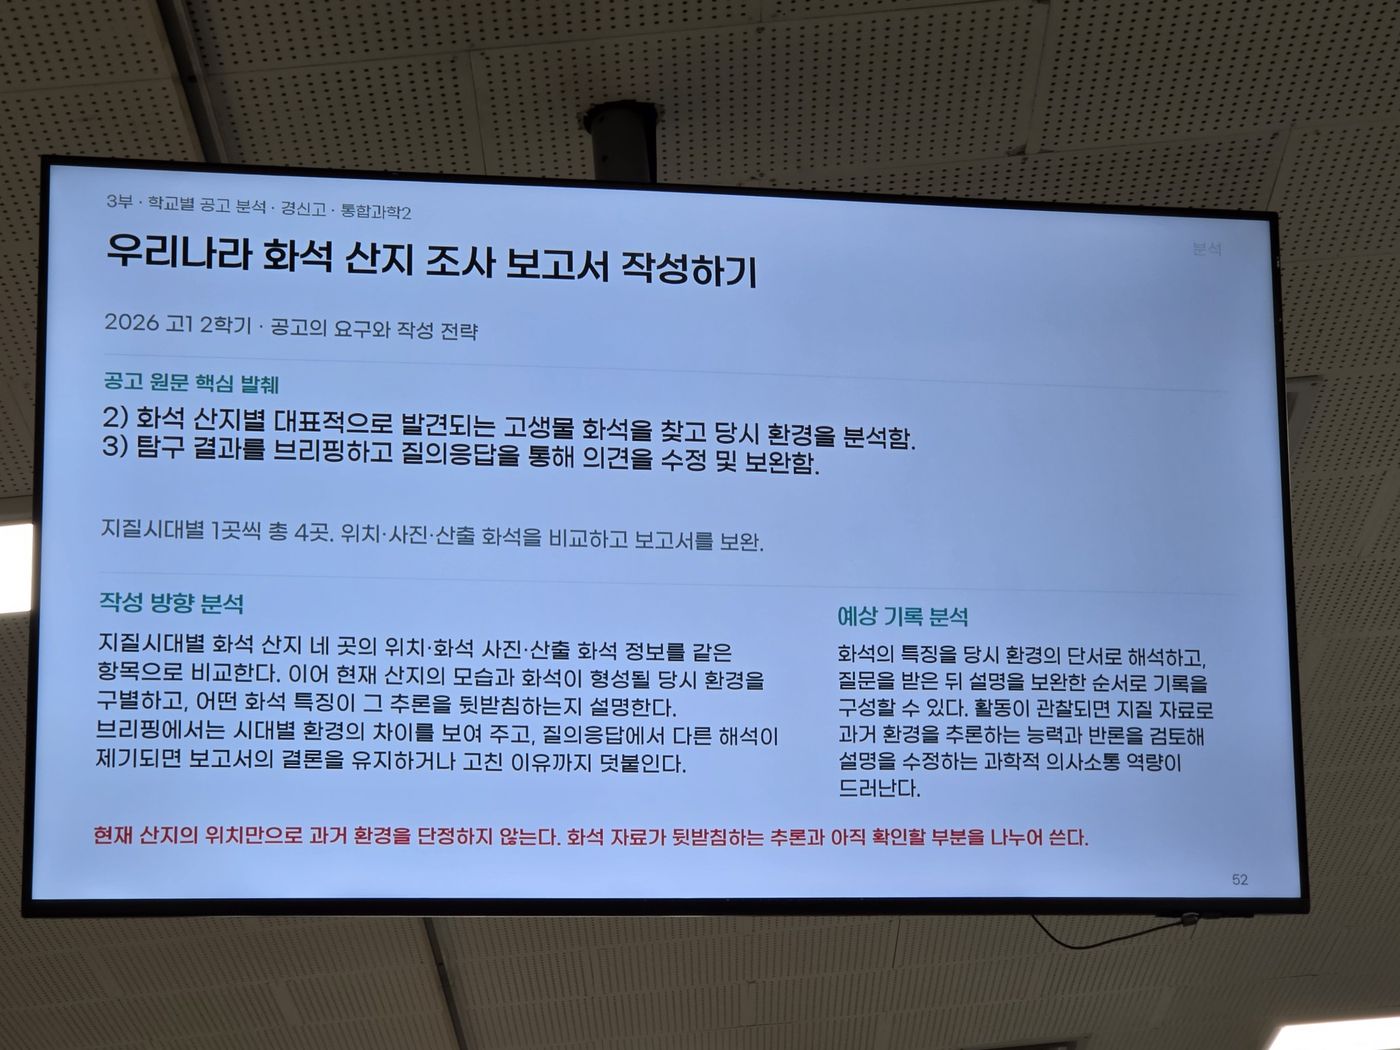 3부 · 학교별 공고 분석 · 경신고 · 통합과학2
분석
우리나라 화석 산지 조사 보고서 작성하기
2026 고1 2학기 · 공고의 요구와 작성 전략
공고 원문 핵심 발췌
2) 화석 산지별 대표적으로 발견되는 고생물 화석을 찾고 당시 환경을 분석함.
3) 탐구 결과를 브리핑하고 질의응답을 통해 의견을 수정 및 보완함.
지질시대별 1곳씩 총 4곳. 위치·사진·산출 화석을 비교하고 보고서를 보완.
작성 방향 분석
지질시대별 화석 산지 네 곳의 위치·화석 사진·산출 화석 정보를 같은
항목으로 비교한다. 이어 현재 산지의 모습과 화석이 형성될 당시 환경을
구별하고, 어떤 화석 특징이 그 추론을 뒷받침하는지 설명한다.
브리핑에서는 시대별 환경의 차이를 보여 주고, 질의응답에서 다른 해석이
제기되면 보고서의 결론을 유지하거나 고친 이유까지 덧붙인다.
예상 기록 분석
화석의 특징을 당시 환경의 단서로 해석하고,
질문을 받은 뒤 설명을 보완한 순서로 기록을
구성할 수 있다. 활동이 관찰되면 지질 자료로
과거 환경을 추론하는 능력과 반론을 검토해
설명을 수정하는 과학적 의사소통 역량이
드러난다.
현재 산지의 위치만으로 과거 환경을 단정하지 않는다. 화석 자료가 뒷받침하는 추론과 아직 확인할 부분을 나누어 쓴다.
52